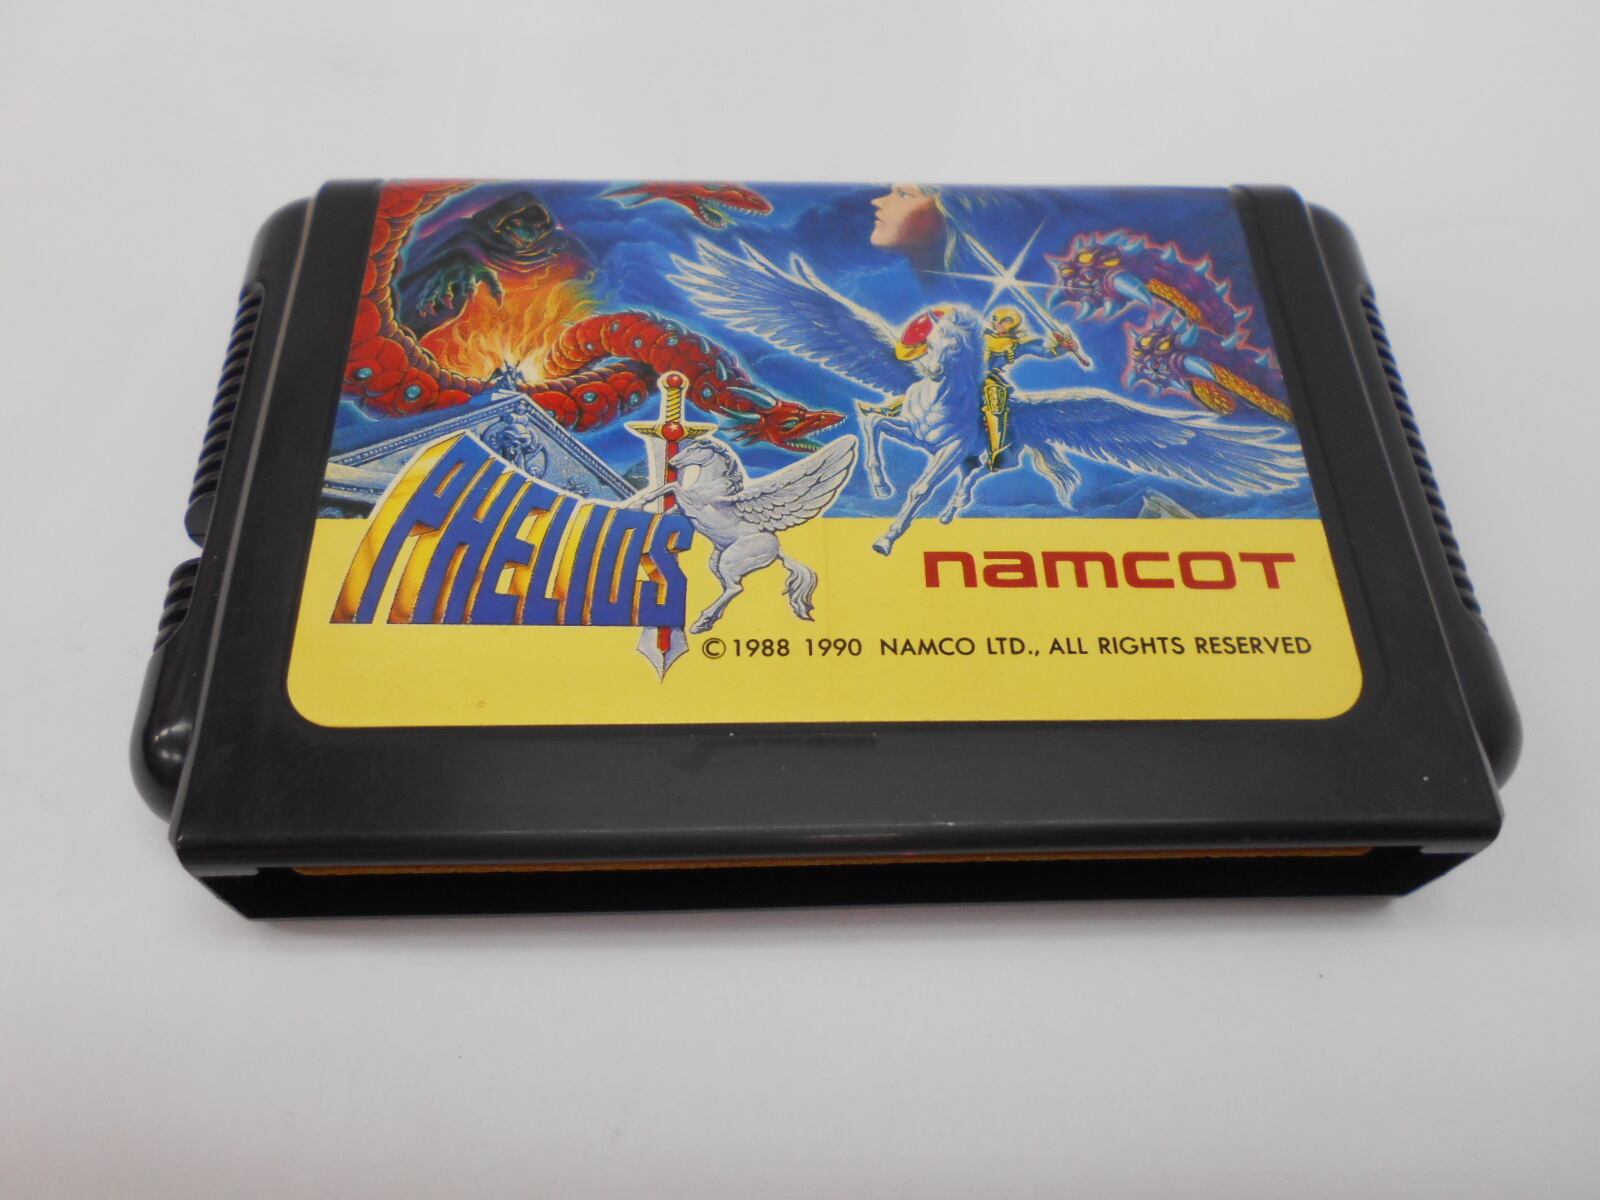 PHELIOS
namcot
© 1988 1990 NAMCO LTD., ALL RIGHTS RESERVED